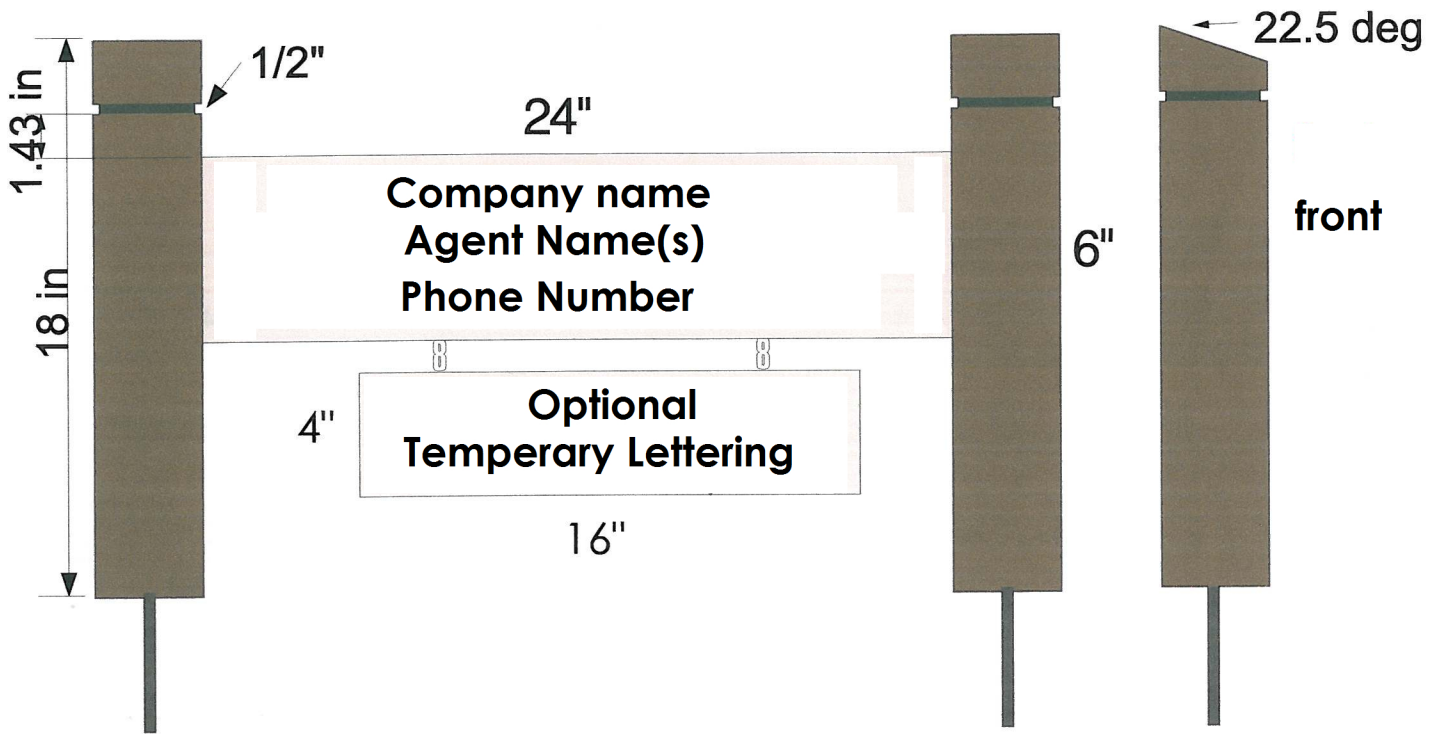 1/2"
22.5 deg
1.43 in
24"
Company name
Agent Name(s)
Phone Number
front
6"
18 in
8 8
Optional
Temperary Lettering
4"
16"